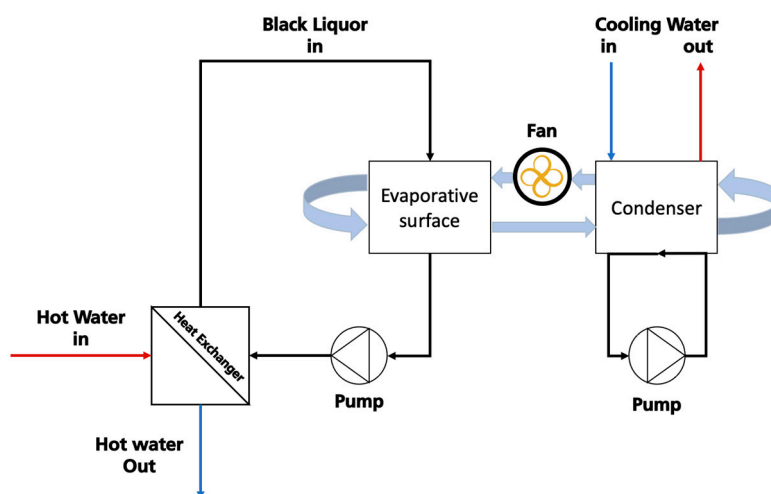 Black Liquor
in
Cooling Water
in
out
Fan
Evaporative
surface
Condenser
Hot Water
in
Heat Exchanger
Pump
Pump
Hot water
Out